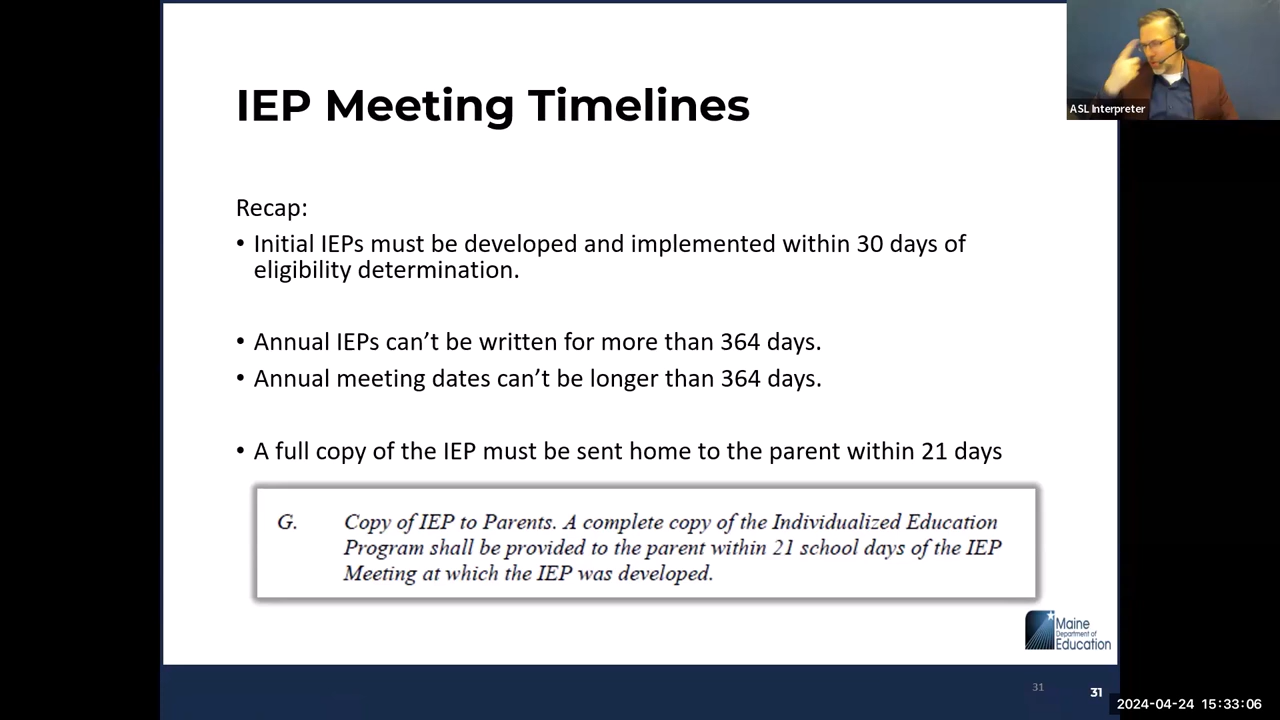 ASL Interpreter
IEP Meeting Timelines
Recap:
• Initial IEPs must be developed and implemented within 30 days of
eligibility determination.
• Annual IEPs can’t be written for more than 364 days.
• Annual meeting dates can’t be longer than 364 days.
• A full copy of the IEP must be sent home to the parent within 21 days
G. Copy of IEP to Parents. A complete copy of the Individualized Education
Program shall be provided to the parent within 21 school days of the IEP
Meeting at which the IEP was developed.
Maine
Department of
Education
31
31
2024-04-24 15:33:06